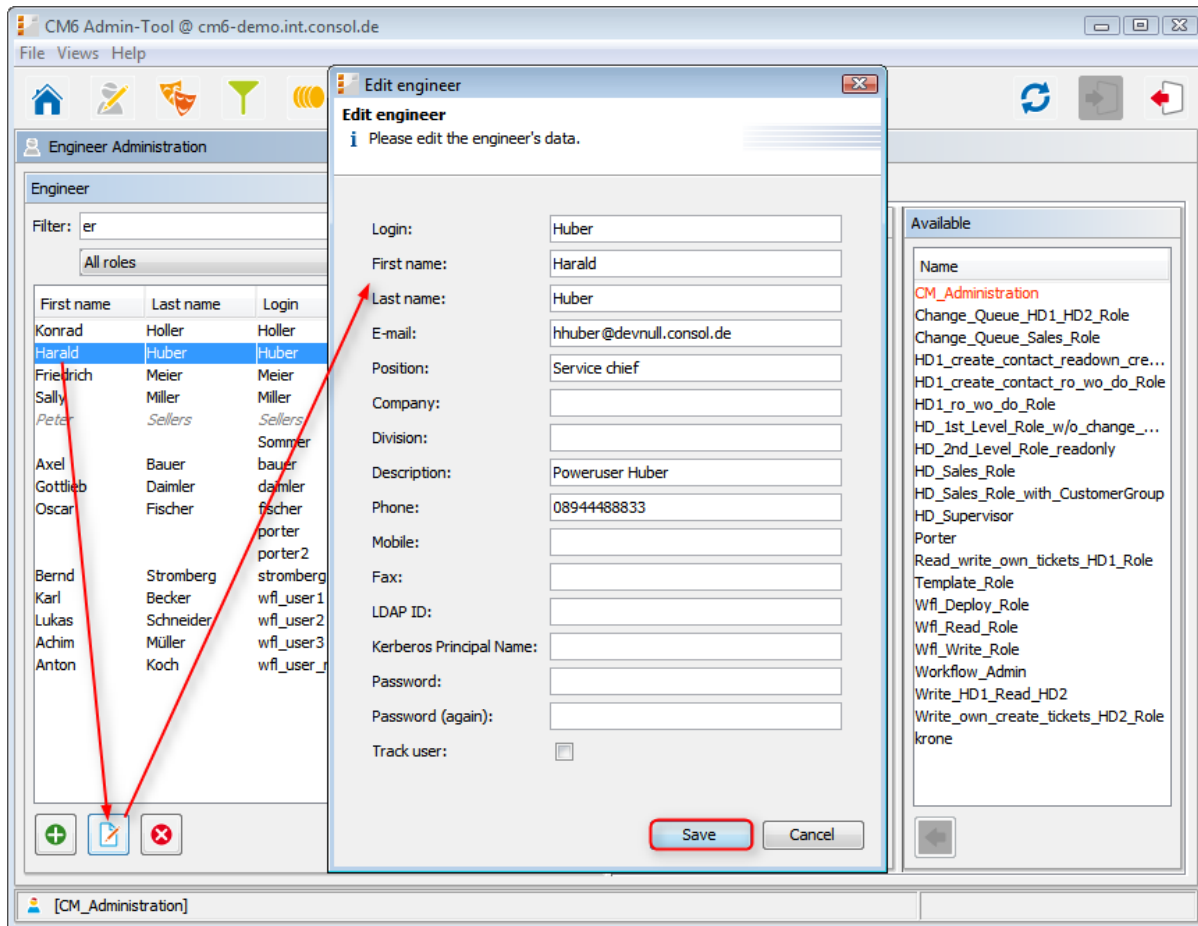 CM6 Admin-Tool @ cm6-demo.int.consol.de
File Views Help
Engineer Administration
Engineer
Filter: er
All roles
First name Last name Login
Konrad Holler Holler
Harald Huber Huber
Friedrich Meier Meier
Sally Miller Miller
Peter Sellers Sellers
Sommer
Axel Bauer bauer
Gottlieb Daimler daimler
Oscar Fischer fischer
porter
porter2
Bernd Stromberg stromberg
Karl Becker wfl_user1
Lukas Schneider wfl_user2
Achim Müller wfl_user3
Anton Koch
Edit engineer
Edit engineer
i Please edit the engineer's data.
Login: Huber
First name: Harald
Last name: Huber
E-mail: hhuber@devnull.consol.de
Position: Service chief
Company:
Division:
Description: Poweruser Huber
Phone: 08944488833
Mobile:
Fax:
LDAP ID:
Kerberos Principal Name:
Password:
Password (again):
Track user:
Save Cancel
Available
Name
CM_Administration
Change_Queue_HD1_HD2_Role
Change_Queue_Sales_Role
HD1_create_contact_readown_cre...
HD1_create_contact_ro_wo_do_Role
HD1_ro_wo_do_Role
HD_1st_Level_Role_w/o_change_...
HD_2nd_Level_Role_readonly
HD_Sales_Role
HD_Sales_Role_with_CustomerGroup
HD_Supervisor
Porter
Read_write_own_tickets_HD1_Role
Template_Role
Wfl_Deploy_Role
Wfl_Read_Role
Wfl_Write_Role
Workflow_Admin
Write_HD1_Read_HD2
Write_own_create_tickets_HD2_Role
krone
[CM_Administration]